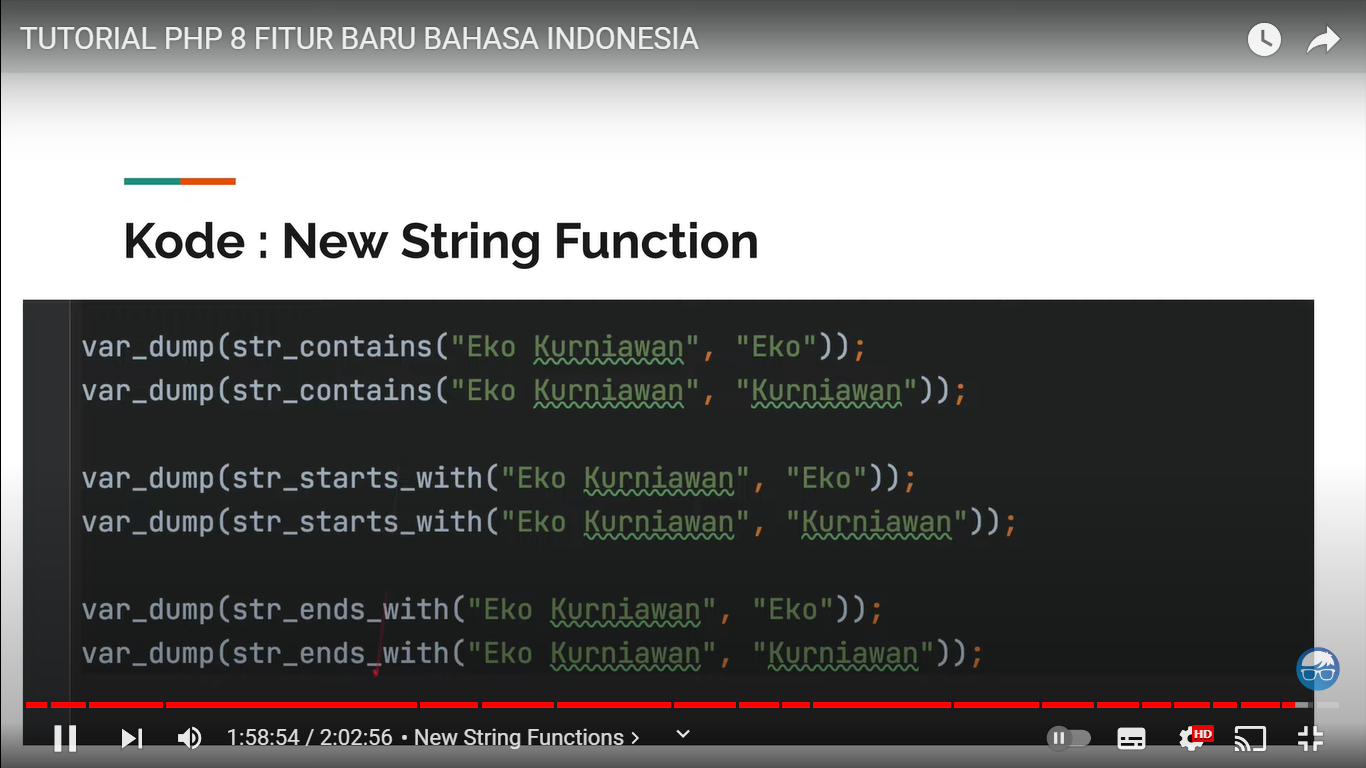 TUTORIAL PHP 8 FITUR BARU BAHASA INDONESIA
Kode : New String Function
var_dump(str_contains("Eko Kurniawan", "Eko"));
var_dump(str_contains("Eko Kurniawan", "Kurniawan"));
var_dump(str_starts_with("Eko Kurniawan", "Eko"));
var_dump(str_starts_with("Eko Kurniawan", "Kurniawan"));
var_dump(str_ends_with("Eko Kurniawan", "Eko"));
var_dump(str_ends_with("Eko Kurniawan", "Kurniawan"));
1:58:54 / 2:02:56 • New String Functions ›
HD